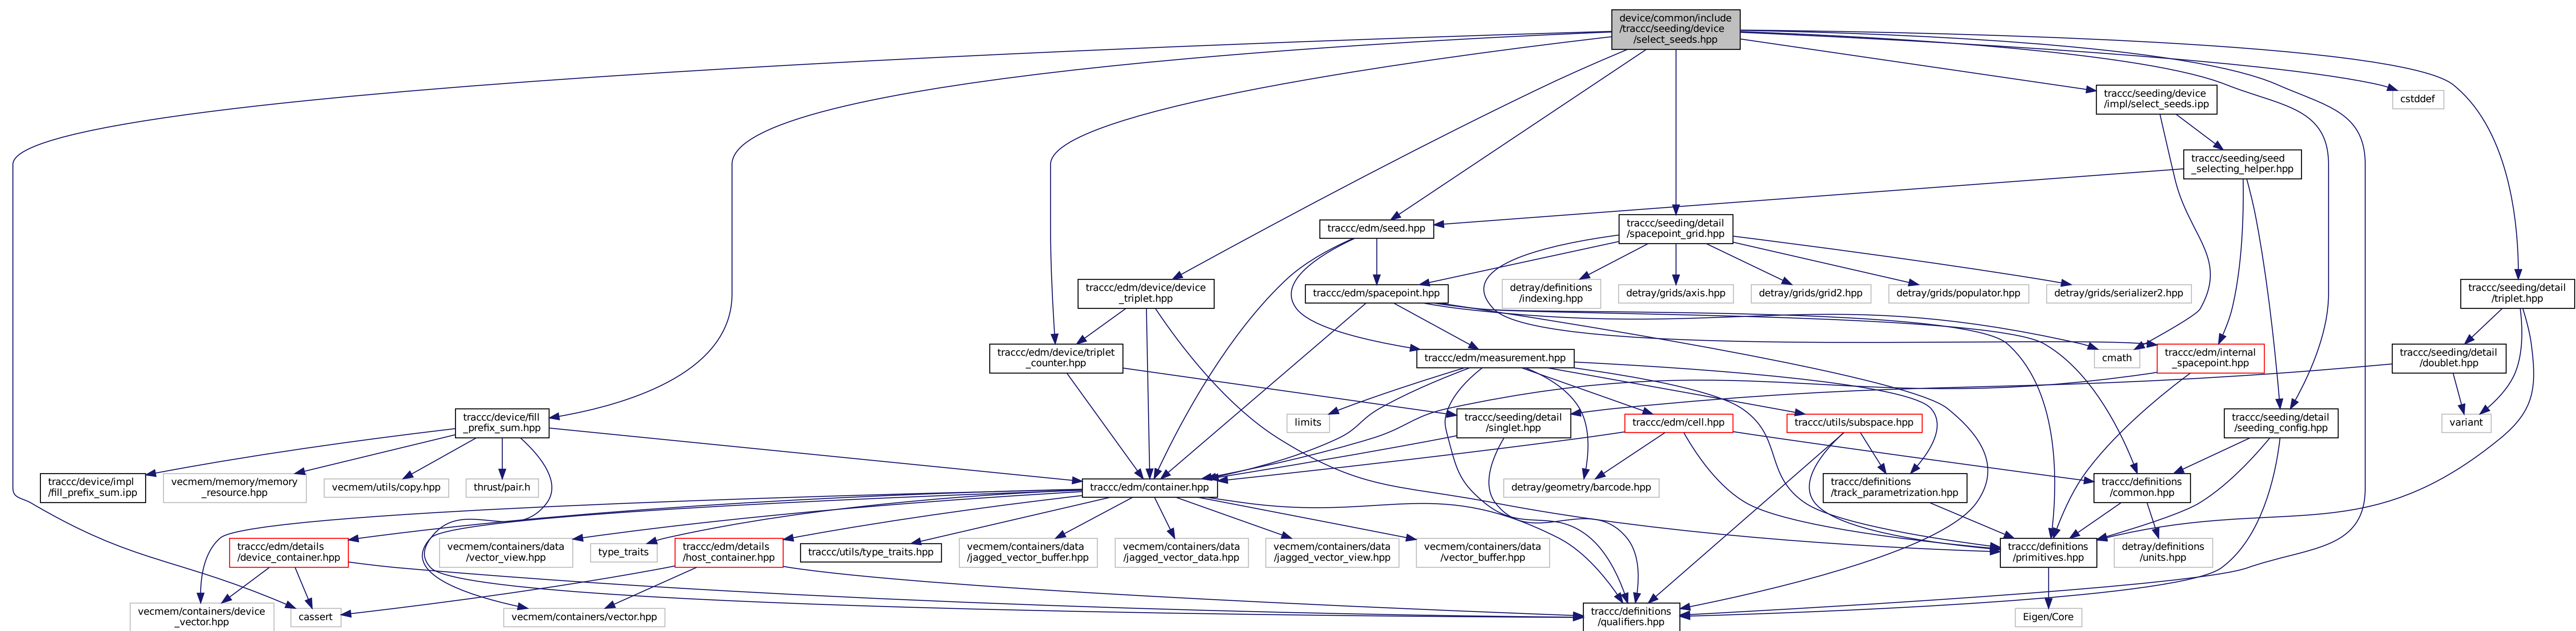 device/common/include
/traccc/seeding/device
/select_seeds.hpp
traccc/seeding/device
/impl/select_seeds.ipp
cstddef
traccc/seeding/seed
_selecting_helper.hpp
traccc/edm/seed.hpp
traccc/seeding/detail
/spacepoint_grid.hpp
traccc/edm/device/device
_triplet.hpp
traccc/edm/spacepoint.hpp
detray/definitions
/indexing.hpp
detray/grids/axis.hpp
detray/grids/grid2.hpp
detray/grids/populator.hpp
detray/grids/serializer2.hpp
traccc/seeding/detail
/triplet.hpp
traccc/edm/device/triplet
_counter.hpp
traccc/edm/measurement.hpp
cmath
traccc/edm/internal
_spacepoint.hpp
traccc/seeding/detail
/doublet.hpp
traccc/device/fill
_prefix_sum.hpp
limits
traccc/seeding/detail
/singlet.hpp
traccc/edm/cell.hpp
traccc/utils/subspace.hpp
traccc/seeding/detail
/seeding_config.hpp
variant
traccc/device/impl
/fill_prefix_sum.ipp
vecmem/memory/memory
_resource.hpp
vecmem/utils/copy.hpp
thrust/pair.h
traccc/edm/container.hpp
detray/geometry/barcode.hpp
traccc/definitions
/track_parametrization.hpp
traccc/definitions
/common.hpp
traccc/edm/details
/device_container.hpp
vecmem/containers/data
/vector_view.hpp
type_traits
traccc/edm/details
/host_container.hpp
traccc/utils/type_traits.hpp
vecmem/containers/data
/jagged_vector_buffer.hpp
vecmem/containers/data
/jagged_vector_data.hpp
vecmem/containers/data
/jagged_vector_view.hpp
vecmem/containers/data
/vector_buffer.hpp
traccc/definitions
/primitives.hpp
detray/definitions
/units.hpp
vecmem/containers/device
_vector.hpp
cassert
vecmem/containers/vector.hpp
traccc/definitions
/qualifiers.hpp
Eigen/Core